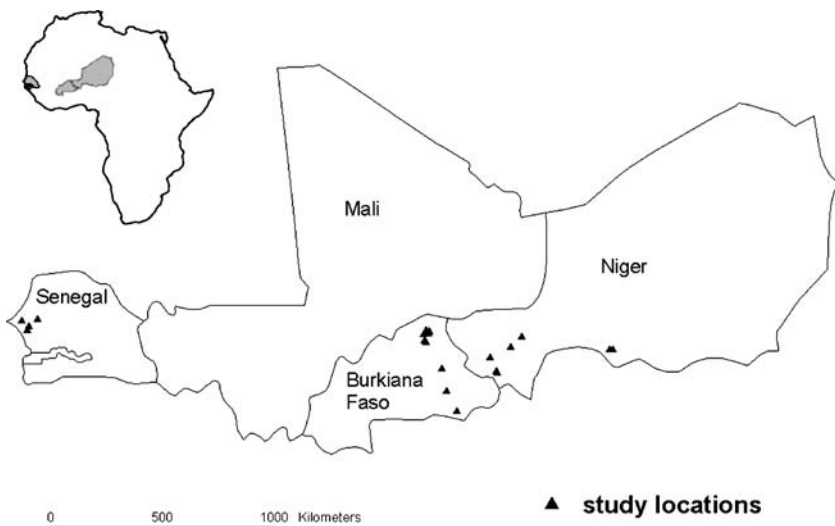 Mali
Niger
Senegal
Burkiana
Faso
0 500 1000 Kilometers
study locations